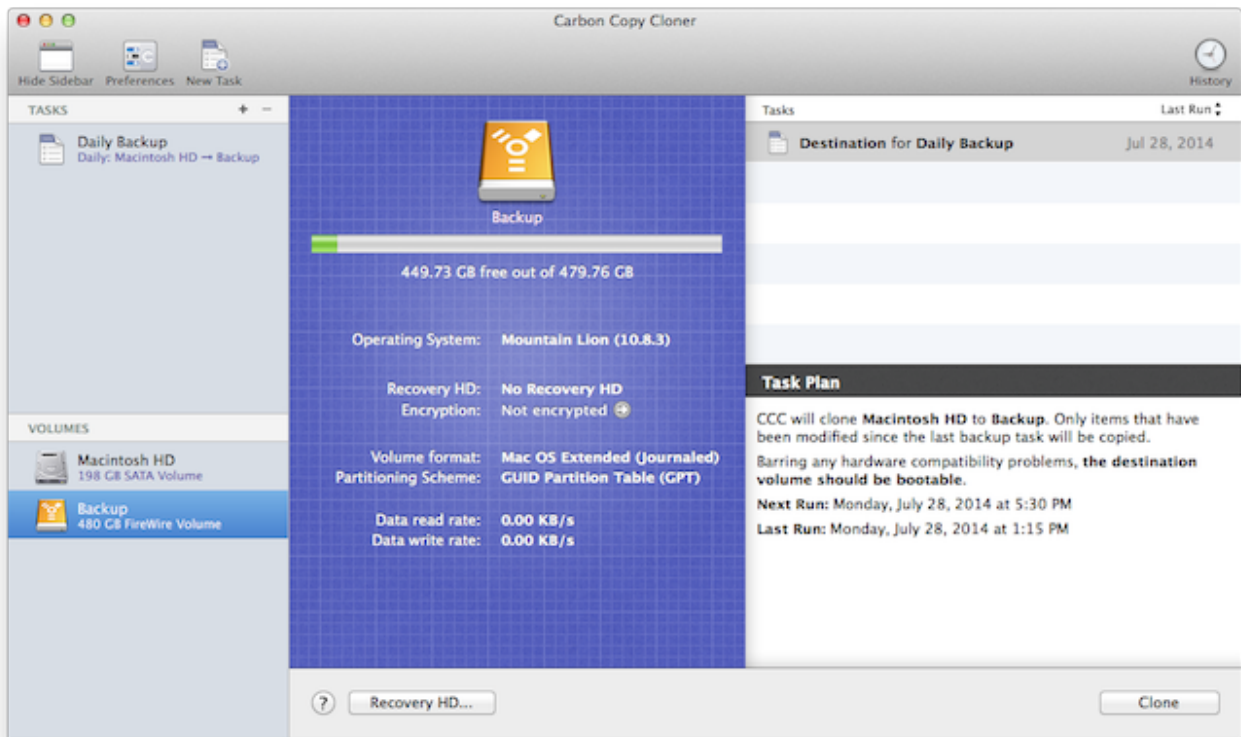 Carbon Copy Cloner
Hide Sidebar Preferences New Task
History
TASKS + −
Daily Backup
Daily: Macintosh HD → Backup
VOLUMES
Macintosh HD
198 GB SATA Volume
Backup
480 GB FireWire Volume
Backup
449.73 GB free out of 479.76 GB
Operating System: Mountain Lion (10.8.3)
Recovery HD: No Recovery HD
Encryption: Not encrypted
Volume format: Mac OS Extended (Journaled)
Partitioning Scheme: GUID Partition Table (GPT)
Data read rate: 0.00 KB/s
Data write rate: 0.00 KB/s
Tasks Last Run
Destination for Daily Backup Jul 28, 2014
Task Plan
CCC will clone Macintosh HD to Backup. Only items that have
been modified since the last backup task will be copied.
Barring any hardware compatibility problems, the destination
volume should be bootable.
Next Run: Monday, July 28, 2014 at 5:30 PM
Last Run: Monday, July 28, 2014 at 1:15 PM
? Recovery HD... Clone